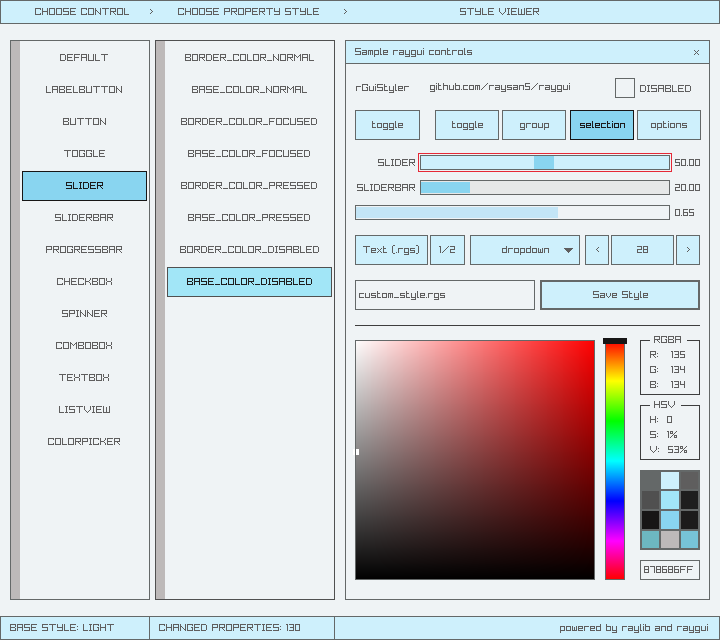 CHOOSE CONTROL > CHOOSE PROPERTY STYLE > STYLE VIEWER
DEFAULT
LABELBUTTON
BUTTON
TOGGLE
SLIDER
SLIDERBAR
PROGRESSBAR
CHECKBOX
SPINNER
COMBOBOX
TEXTBOX
LISTVIEW
COLORPICKER
BORDER_COLOR_NORMAL
BASE_COLOR_NORMAL
BORDER_COLOR_FOCUSED
BASE_COLOR_FOCUSED
BORDER_COLOR_PRESSED
BASE_COLOR_PRESSED
BORDER_COLOR_DISABLED
BASE_COLOR_DISABLED
Sample raygui controls ×
rGuiStyler github.com/raysan5/raygui DISABLED
toggle toggle group selection options
SLIDER 50.00
SLIDERBAR 20.00
0.65
Text (.rgs) 1/2 dropdown < 28 >
custom_style.rgs Save Style
RGBA
R: 135
G: 134
B: 134
HSV
H: 0
S: 1%
V: 53%
878686FF
BASE STYLE: LIGHT CHANGED PROPERTIES: 130 powered by raylib and raygui